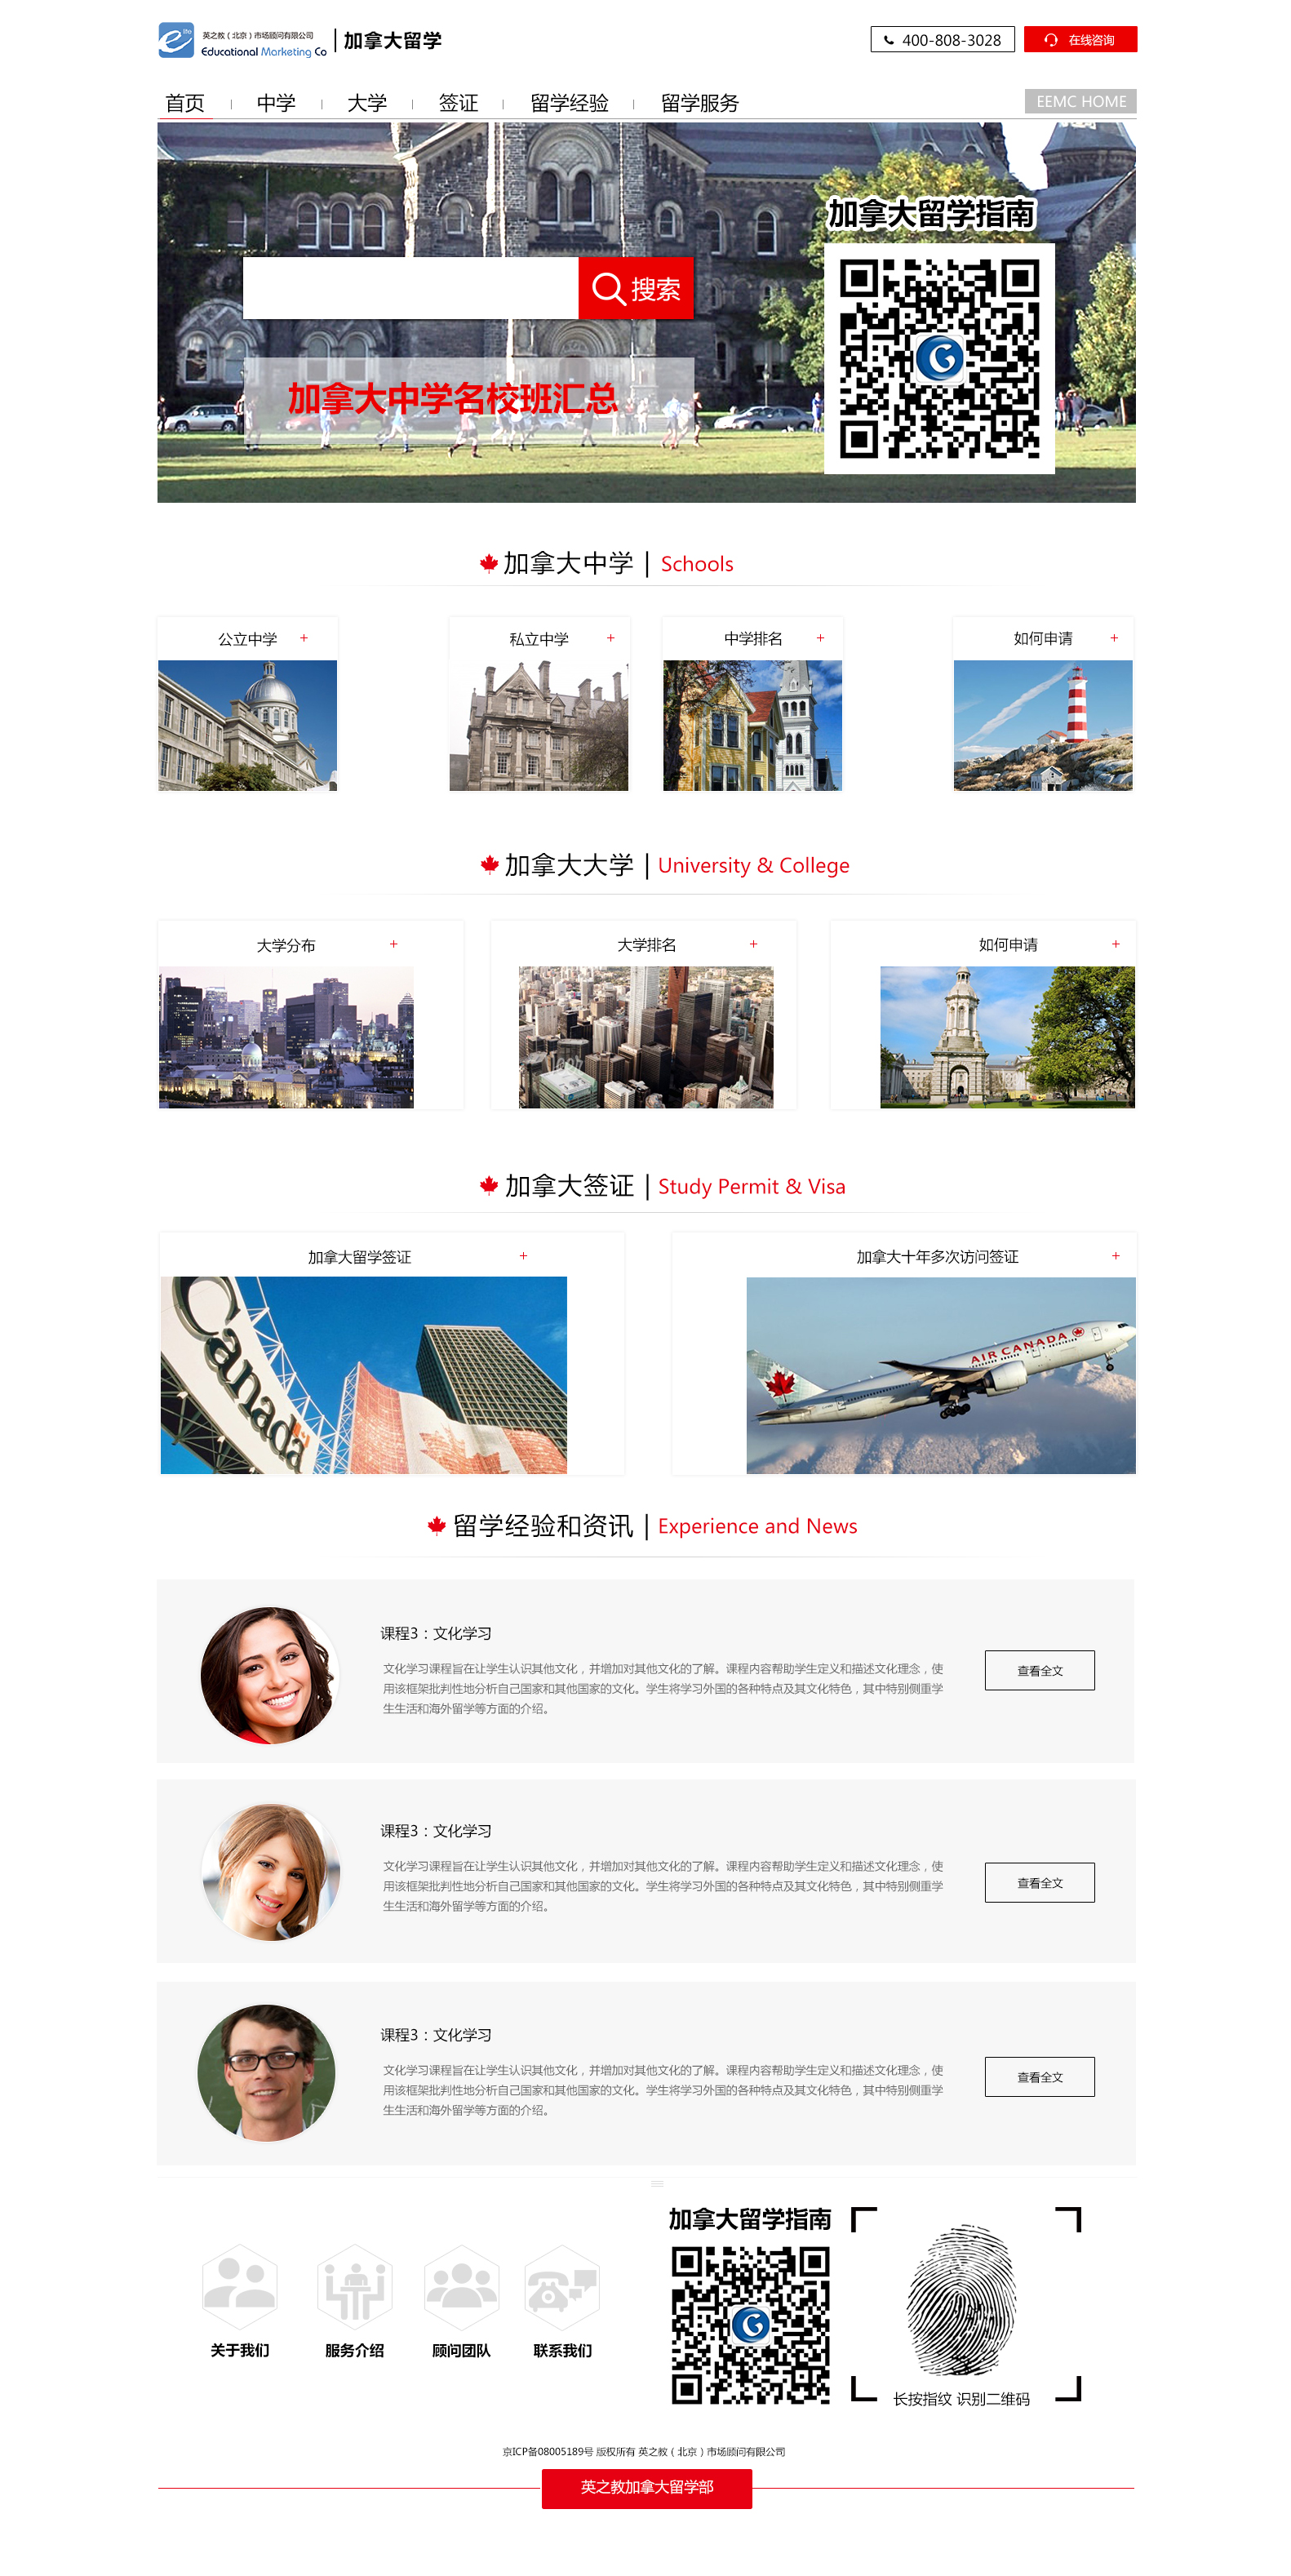 英之教（北京）市场顾问有限公司
Educational Marketing Co
加拿大留学
400-808-3028
在线咨询
首页
中学
大学
签证
留学经验
留学服务
EEMC HOME
加拿大留学指南
搜索
加拿大中学名校班汇总
加拿大中学 | Schools
公立中学 +
私立中学 +
中学排名 +
如何申请 +
加拿大大学 | University & College
大学分布 +
大学排名 +
如何申请 +
加拿大签证 | Study Permit & Visa
加拿大留学签证 +
加拿大十年多次访问签证 +
Canada
AIR CANADA
留学经验和资讯 | Experience and News
课程3：文化学习
文化学习课程旨在让学生认识其他文化，并增加对其他文化的了解。课程内容帮助学生定义和描述文化理念，使
用该框架批判性地分析自己国家和其他国家的文化。学生将学习外国的各种特点及其文化特色，其中特别侧重学
生生活和海外留学等方面的介绍。
查看全文
课程3：文化学习
文化学习课程旨在让学生认识其他文化，并增加对其他文化的了解。课程内容帮助学生定义和描述文化理念，使
用该框架批判性地分析自己国家和其他国家的文化。学生将学习外国的各种特点及其文化特色，其中特别侧重学
生生活和海外留学等方面的介绍。
查看全文
课程3：文化学习
文化学习课程旨在让学生认识其他文化，并增加对其他文化的了解。课程内容帮助学生定义和描述文化理念，使
用该框架批判性地分析自己国家和其他国家的文化。学生将学习外国的各种特点及其文化特色，其中特别侧重学
生生活和海外留学等方面的介绍。
查看全文
关于我们
服务介绍
顾问团队
联系我们
加拿大留学指南
长按指纹 识别二维码
京ICP备08005189号 版权所有 英之教（北京）市场顾问有限公司
英之教加拿大留学部